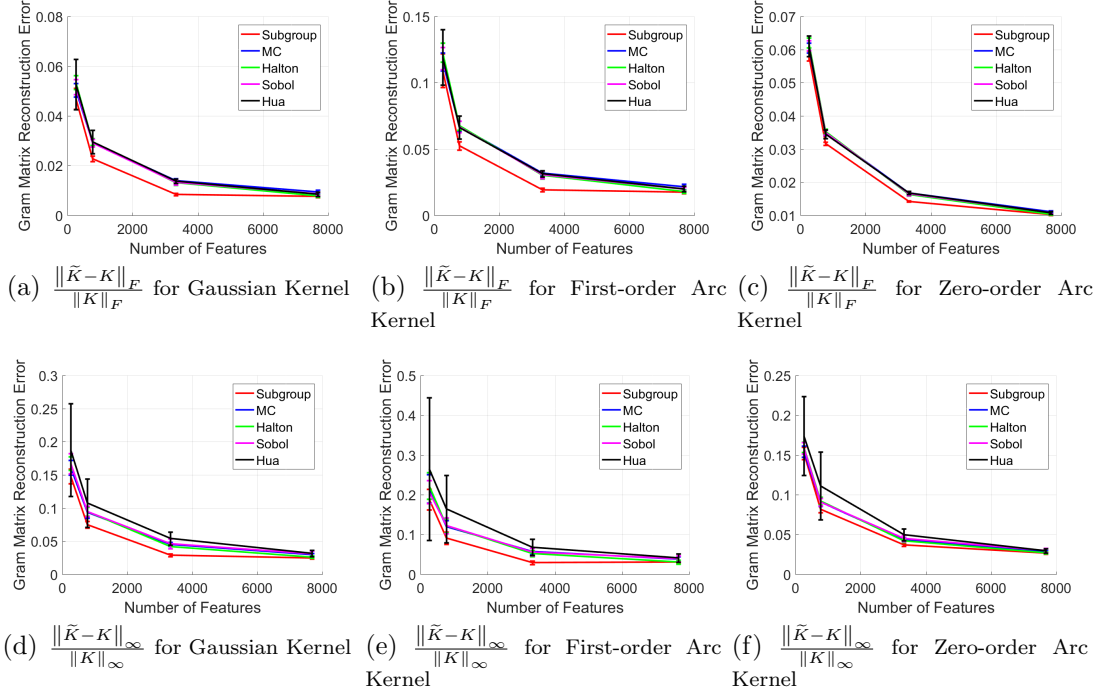 0.08
0.06
0.04
0.02
0
0 2000 4000 6000 8000
Gram Matrix Reconstruction Error
Number of Features
Subgroup
MC
Halton
Sobol
Hua
0.15
0.1
0.05
0
0 2000 4000 6000 8000
Gram Matrix Reconstruction Error
Number of Features
Subgroup
MC
Halton
Sobol
Hua
0.07
0.06
0.05
0.04
0.03
0.02
0.01
0 2000 4000 6000 8000
Gram Matrix Reconstruction Error
Number of Features
Subgroup
MC
Halton
Sobol
Hua
(a) ‖K̃−K‖_F / ‖K‖_F for Gaussian Kernel
(b) ‖K̃−K‖_F / ‖K‖_F for First-order Arc
Kernel
(c) ‖K̃−K‖_F / ‖K‖_F for Zero-order Arc
Kernel
0.3
0.25
0.2
0.15
0.1
0.05
0
0 2000 4000 6000 8000
Gram Matrix Reconstruction Error
Number of Features
Subgroup
MC
Halton
Sobol
Hua
0.5
0.4
0.3
0.2
0.1
0
0 2000 4000 6000 8000
Gram Matrix Reconstruction Error
Number of Features
Subgroup
MC
Halton
Sobol
Hua
0.3
0.25
0.2
0.15
0.1
0.05
0
0 2000 4000 6000 8000
Gram Matrix Reconstruction Error
Number of Features
Subgroup
MC
Halton
Sobol
Hua
(d) ‖K̃−K‖_∞ / ‖K‖_∞ for Gaussian Kernel
(e) ‖K̃−K‖_∞ / ‖K‖_∞ for First-order Arc
Kernel
(f) ‖K̃−K‖_∞ / ‖K‖_∞ for Zero-order Arc
Kernel